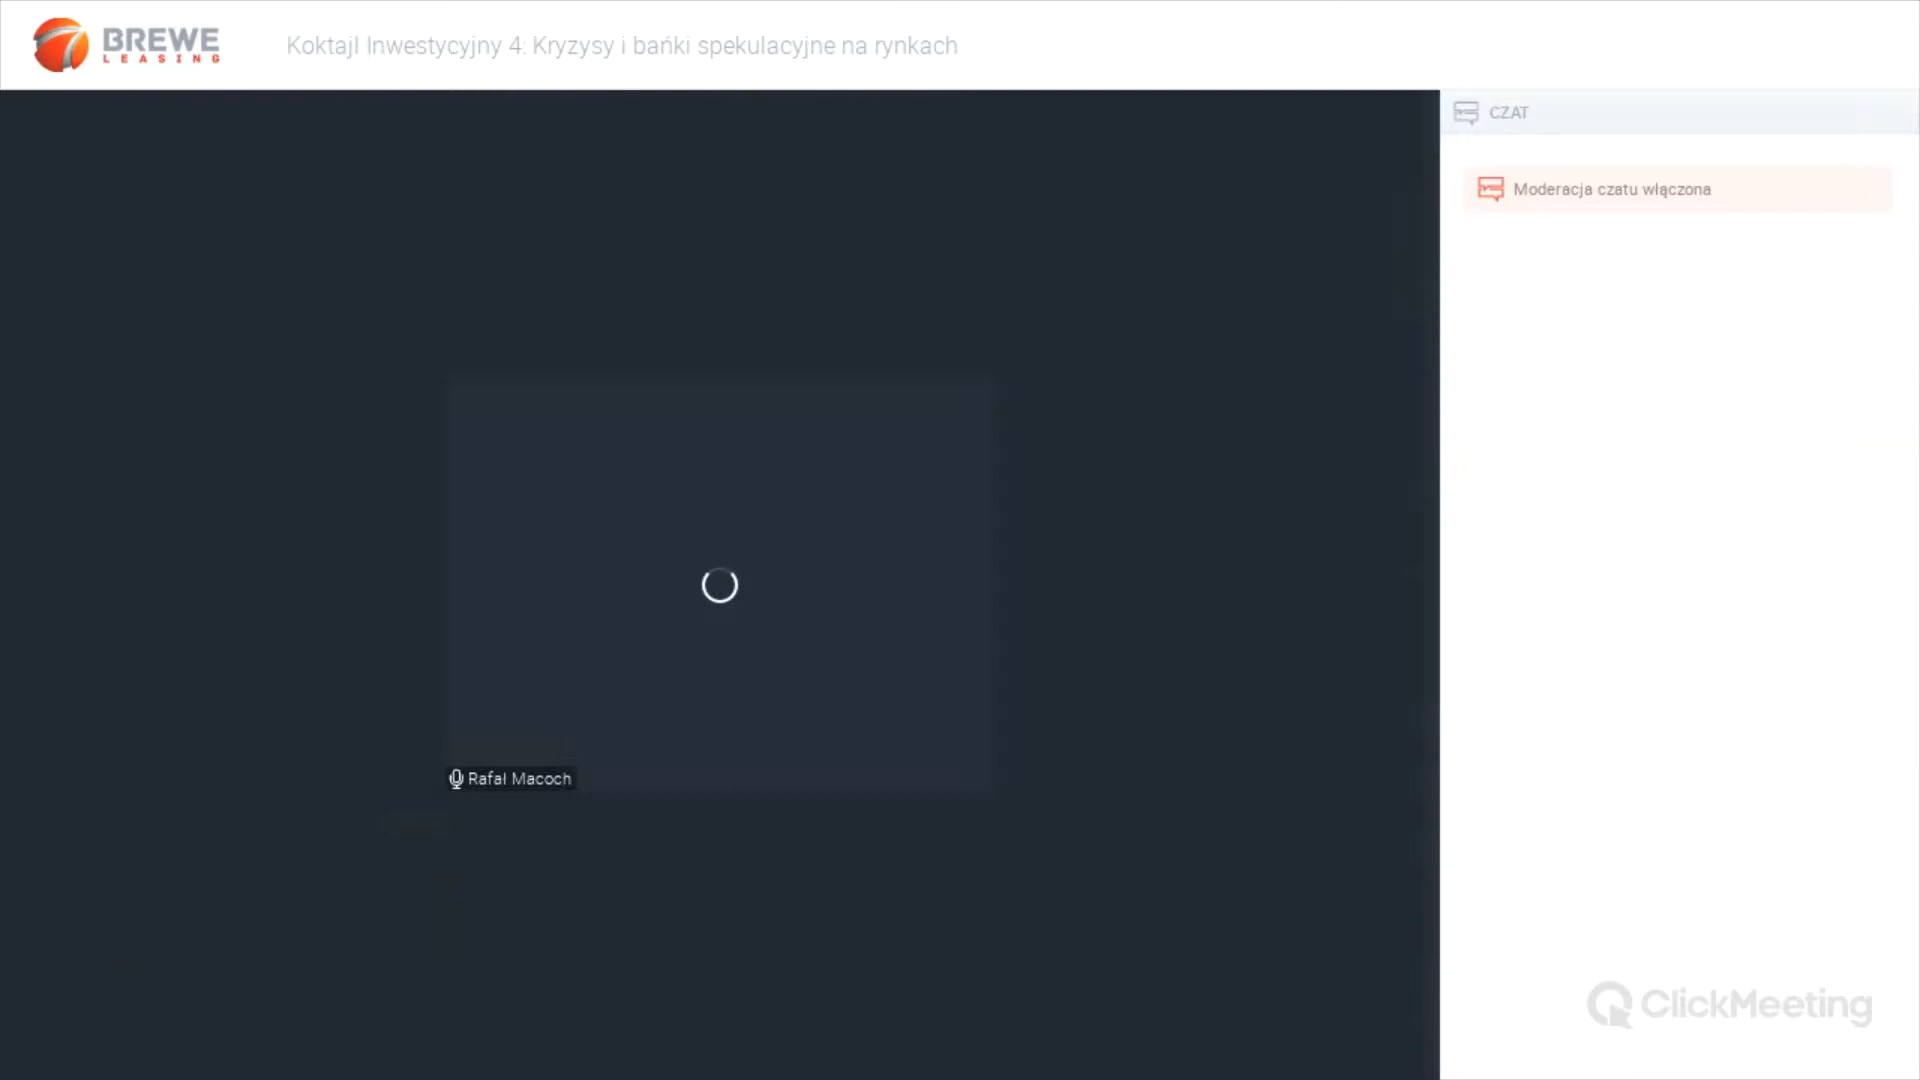 BREWE
LEASING
Koktajl Inwestycyjny 4: Kryzysy i bańki spekulacyjne na rynkach
CZAT
Moderacja czatu włączona
Rafał Macoch
ClickMeeting